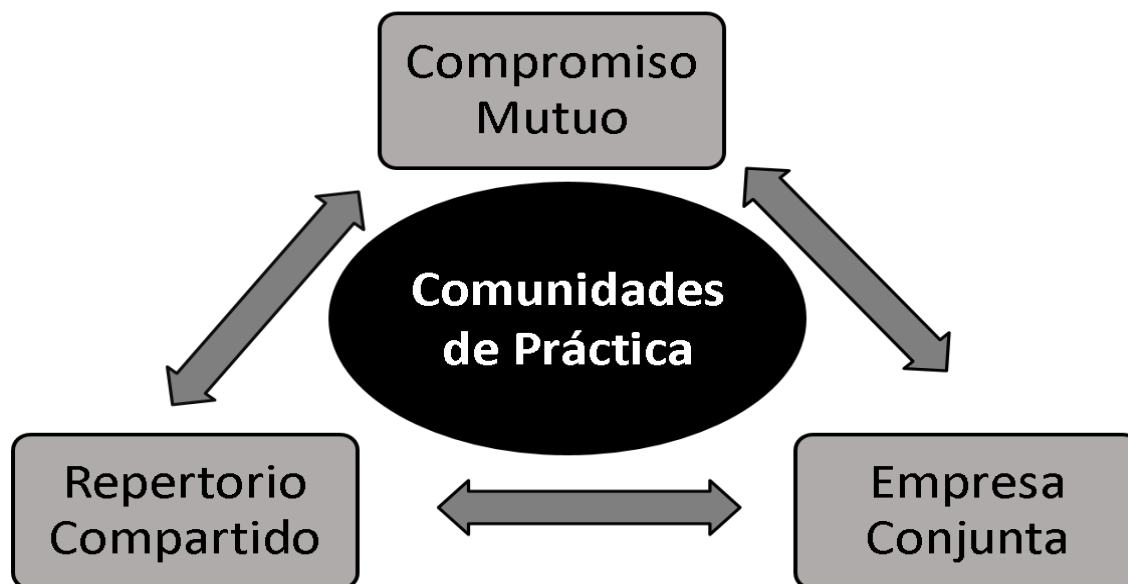 Compromiso
Mutuo
Comunidades
de Práctica
Repertorio
Compartido
Empresa
Conjunta